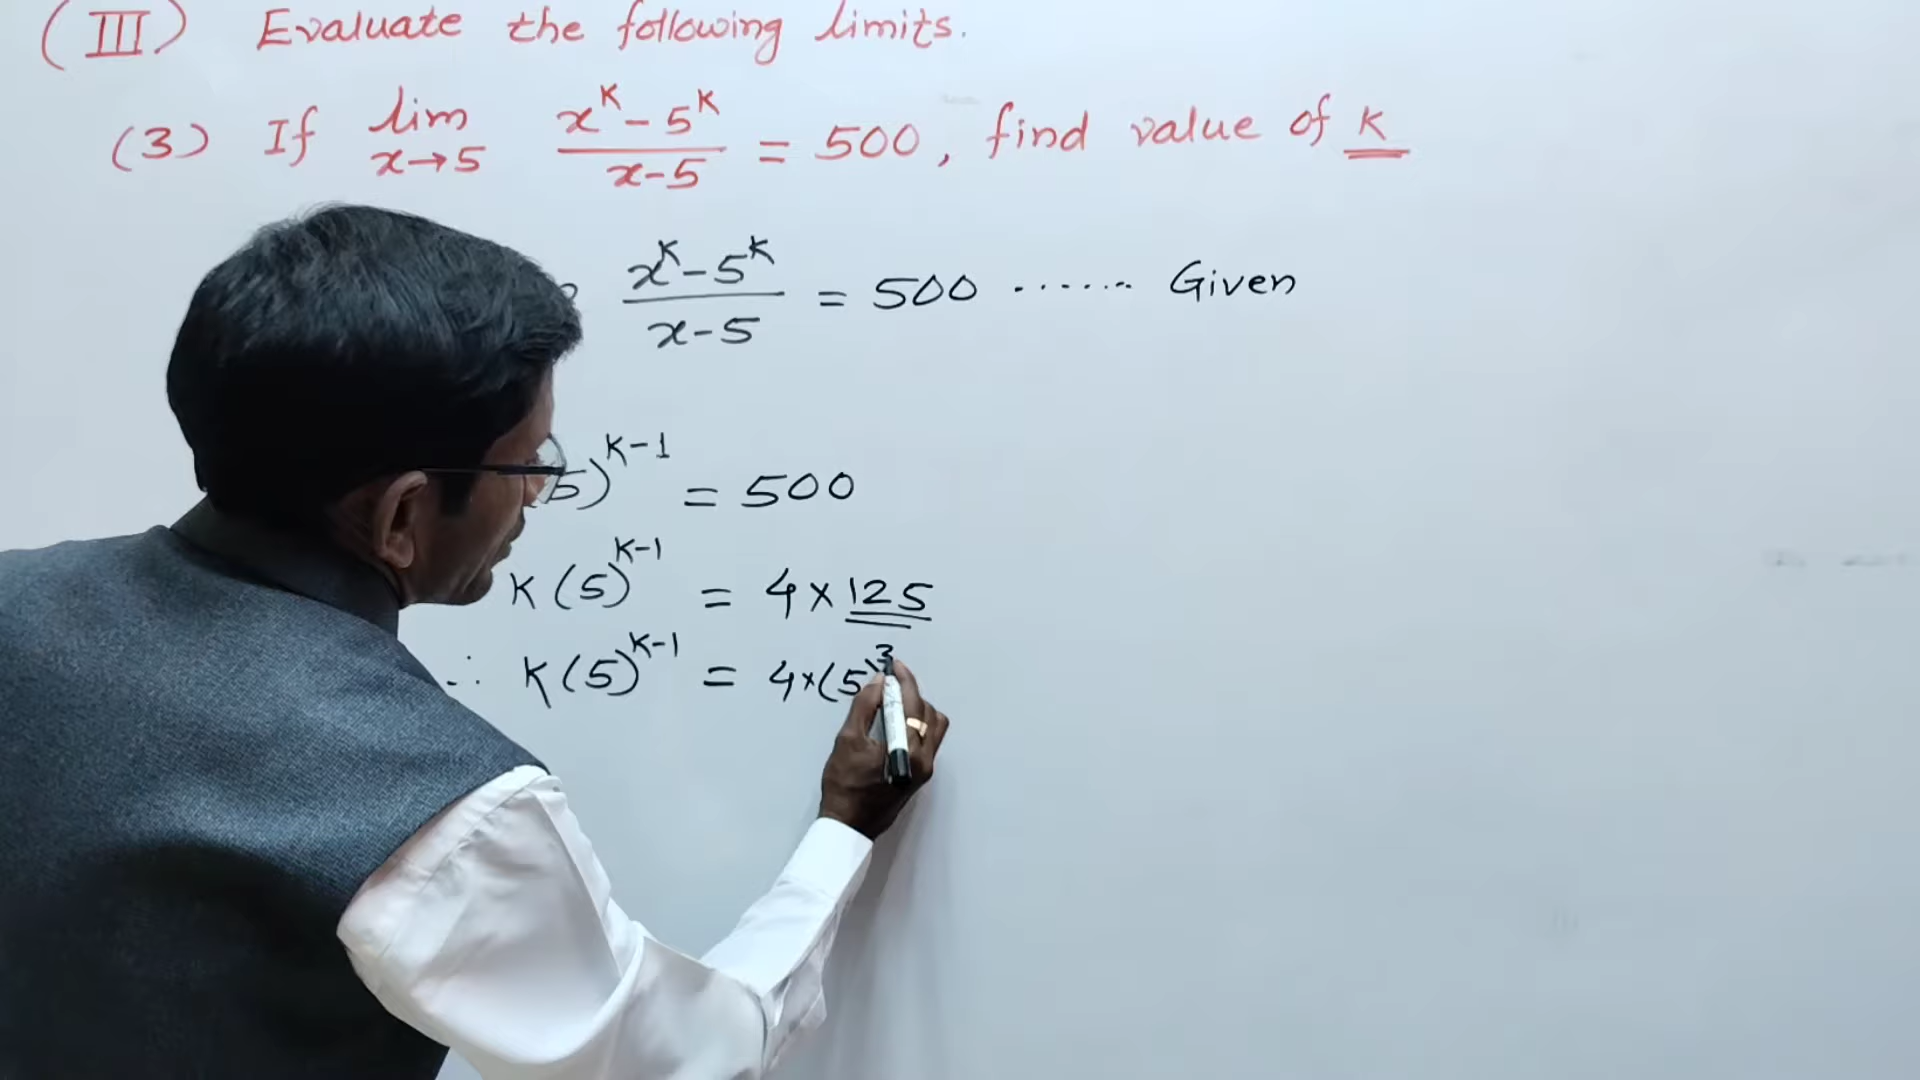 (III) Evaluate the following limits.
(3) If lim x→5 (x^k - 5^k)/(x-5) = 500, find value of k
(x^k - 5^k)/(x-5) = 500 ...... Given
5)^(k-1) = 500
k(5)^(k-1) = 4 × 125
∴ k(5)^(k-1) = 4×(5)^3